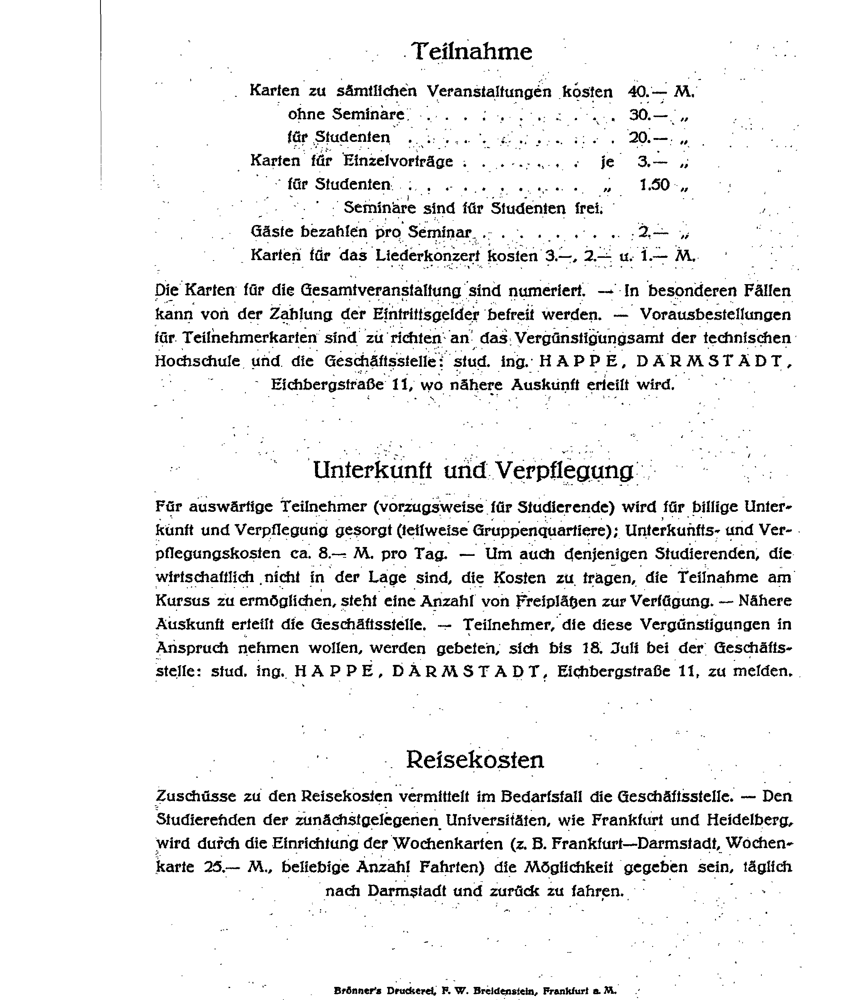 Teilnahme
Karten zu sämtlichen Veranstaltungen kosten 40.— M.
ohne Seminare . . . . . . . . . . . 30.— „
für Studenten . . . . . . . . . . . . 20.— „
Karten für Einzelvorträge . . . . . . . je 3.— „
für Studenten . . . . . . . . . . „ 1.50 „
Seminare sind für Studenten frei.
Gäste bezahlen pro Seminar . . . . . . . . 2.— „
Karten für das Liederkonzert kosten 3.—, 2.— u. 1.— M.
Die Karten für die Gesamtveranstaltung sind numeriert. — In besonderen Fällen
kann von der Zahlung der Eintrittsgelder befreit werden. — Vorausbestellungen
für Teilnehmerkarten sind zu richten an das Vergünstigungsamt der technischen
Hochschule und die Geschäftsstelle: stud. ing. HAPPE, DARMSTADT,
Eichbergstraße 11, wo nähere Auskunft erteilt wird.
Unterkunft und Verpflegung
Für auswärtige Teilnehmer (vorzugsweise für Studierende) wird für billige Unter-
kunft und Verpflegung gesorgt (teilweise Gruppenquartiere); Unterkunfts- und Ver-
pflegungskosten ca. 8.— M. pro Tag. — Um auch denjenigen Studierenden, die
wirtschaftlich nicht in der Lage sind, die Kosten zu tragen, die Teilnahme am
Kursus zu ermöglichen, steht eine Anzahl von Freiplätzen zur Verfügung. — Nähere
Auskunft erteilt die Geschäftsstelle. — Teilnehmer, die diese Vergünstigungen in
Anspruch nehmen wollen, werden gebeten, sich bis 18. Juli bei der Geschäfts-
stelle: stud. ing. HAPPE, DARMSTADT, Eichbergstraße 11, zu melden.
Reisekosten
Zuschüsse zu den Reisekosten vermittelt im Bedarfsfall die Geschäftsstelle. — Den
Studierenden der zunächstgelegenen Universitäten, wie Frankfurt und Heidelberg,
wird durch die Einrichtung der Wochenkarten (z. B. Frankfurt—Darmstadt, Wochen-
karte 25.— M., beliebige Anzahl Fahrten) die Möglichkeit gegeben sein, täglich
nach Darmstadt und zurück zu fahren.
Brönner's Druckerei, F. W. Breidenstein, Frankfurt a. M.